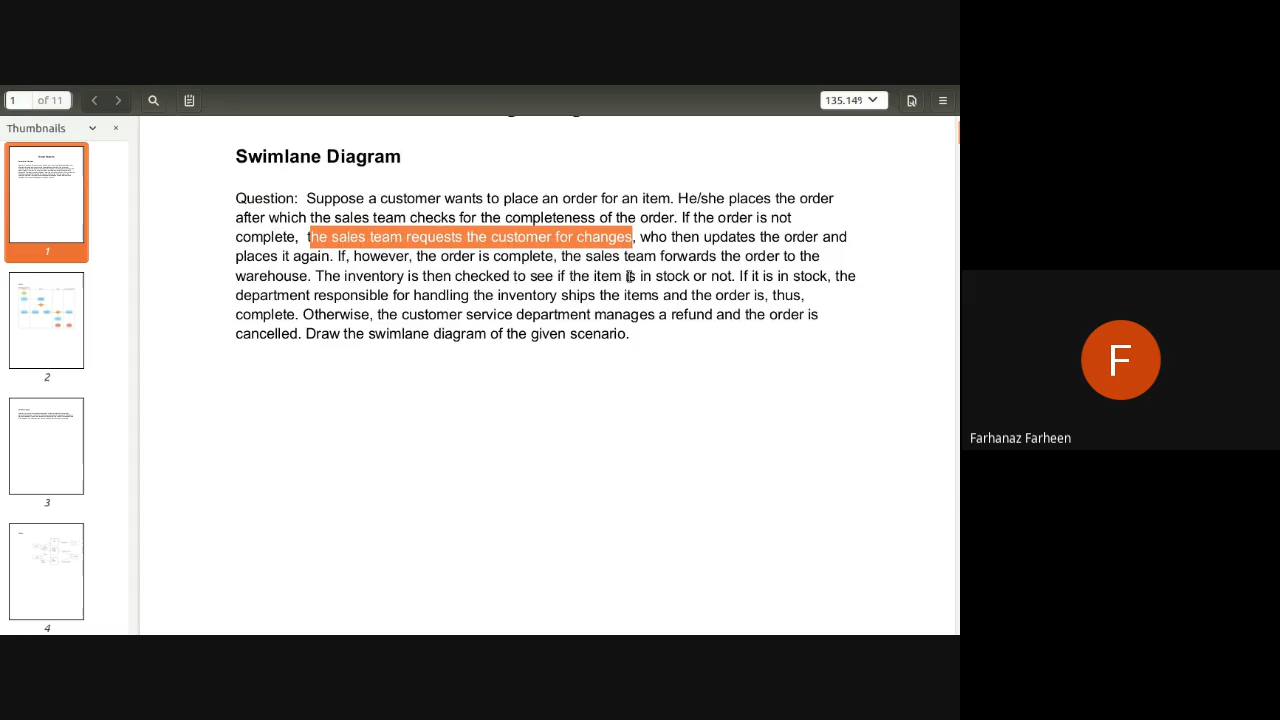 1 of 11
135.14%
Thumbnails
Swimlane Diagram
Question: Suppose a customer wants to place an order for an item. He/she places the order
after which the sales team checks for the completeness of the order. If the order is not
complete, the sales team requests the customer for changes, who then updates the order and
places it again. If, however, the order is complete, the sales team forwards the order to the
warehouse. The inventory is then checked to see if the item is in stock or not. If it is in stock, the
department responsible for handling the inventory ships the items and the order is, thus,
complete. Otherwise, the customer service department manages a refund and the order is
cancelled. Draw the swimlane diagram of the given scenario.
1
2
3
4
F
Farhanaz Farheen